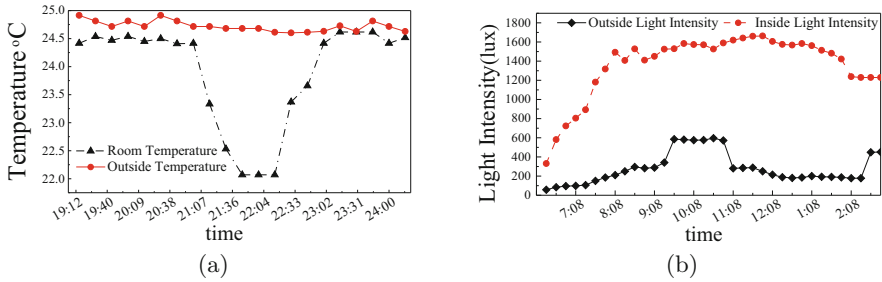 (a)
Temperature °C
25.0
24.5
24.0
23.5
23.0
22.5
22.0
Room Temperature
Outside Temperature
19:12 19:40 20:09 20:38 21:07 21:36 22:04 22:33 23:02 23:31 24:00
time
(a)
(b)
Light Intensity(lux)
1800
1600
1400
1200
1000
800
600
400
200
0
Outside Light Intensity Inside Light Intensity
7:08 8:08 9:08 10:08 11:08 12:08 1:08 2:08
time
(b)